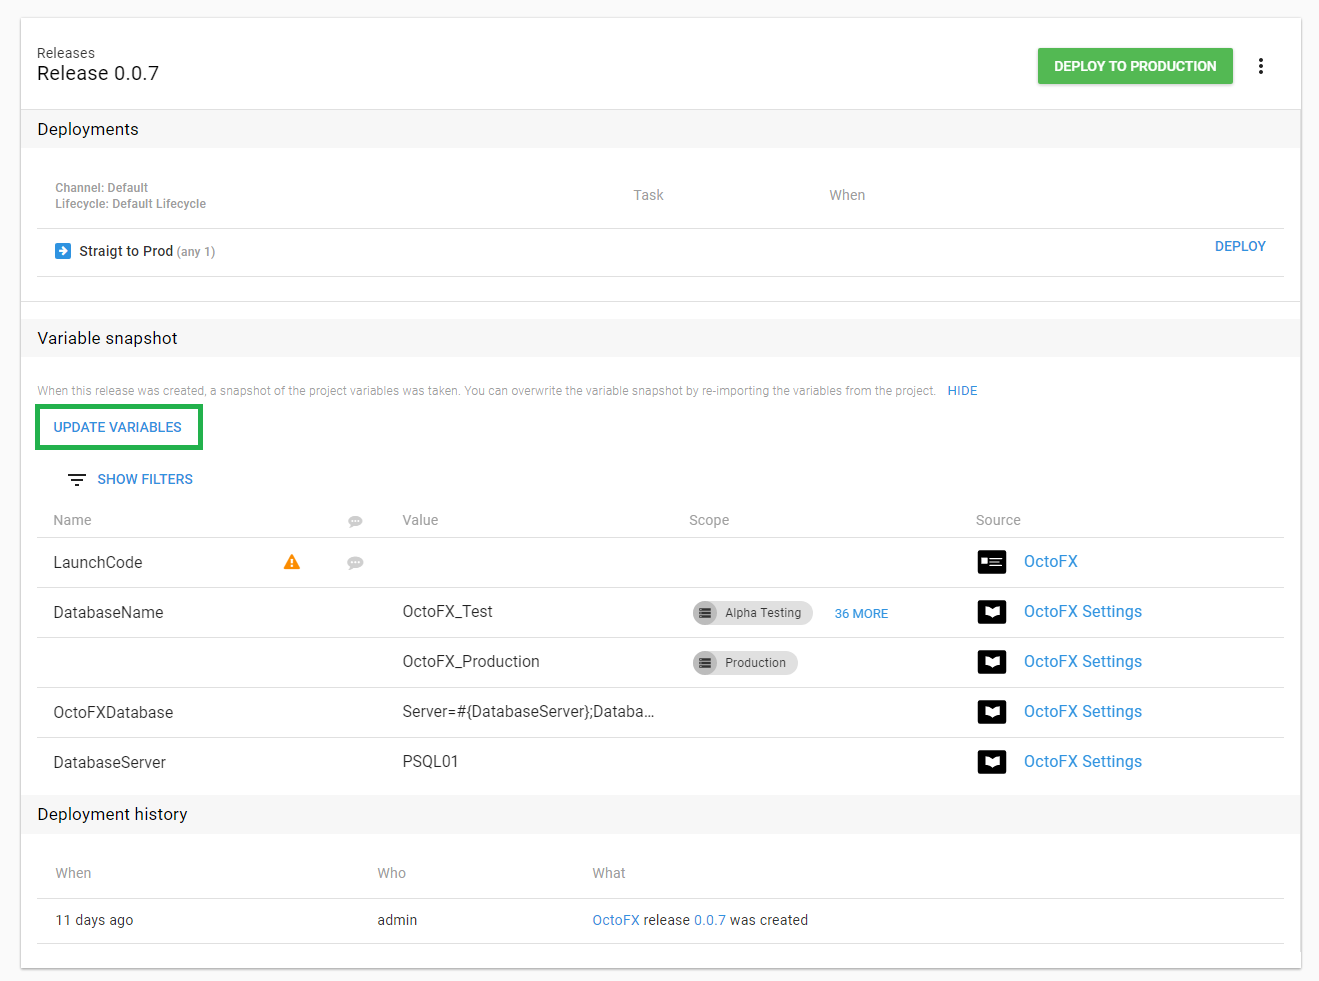 Releases
Release 0.0.7
DEPLOY TO PRODUCTION
Deployments
Channel: Default
Lifecycle: Default Lifecycle
Task
When
Straigt to Prod (any 1)
DEPLOY
Variable snapshot
When this release was created, a snapshot of the project variables was taken. You can overwrite the variable snapshot by re-importing the variables from the project. HIDE
UPDATE VARIABLES
SHOW FILTERS
Name Value Scope Source
LaunchCode OctoFX
DatabaseName OctoFX_Test Alpha Testing 36 MORE OctoFX Settings
OctoFX_Production Production OctoFX Settings
OctoFXDatabase Server=#{DatabaseServer};Databa... OctoFX Settings
DatabaseServer PSQL01 OctoFX Settings
Deployment history
When Who What
11 days ago admin OctoFX release 0.0.7 was created